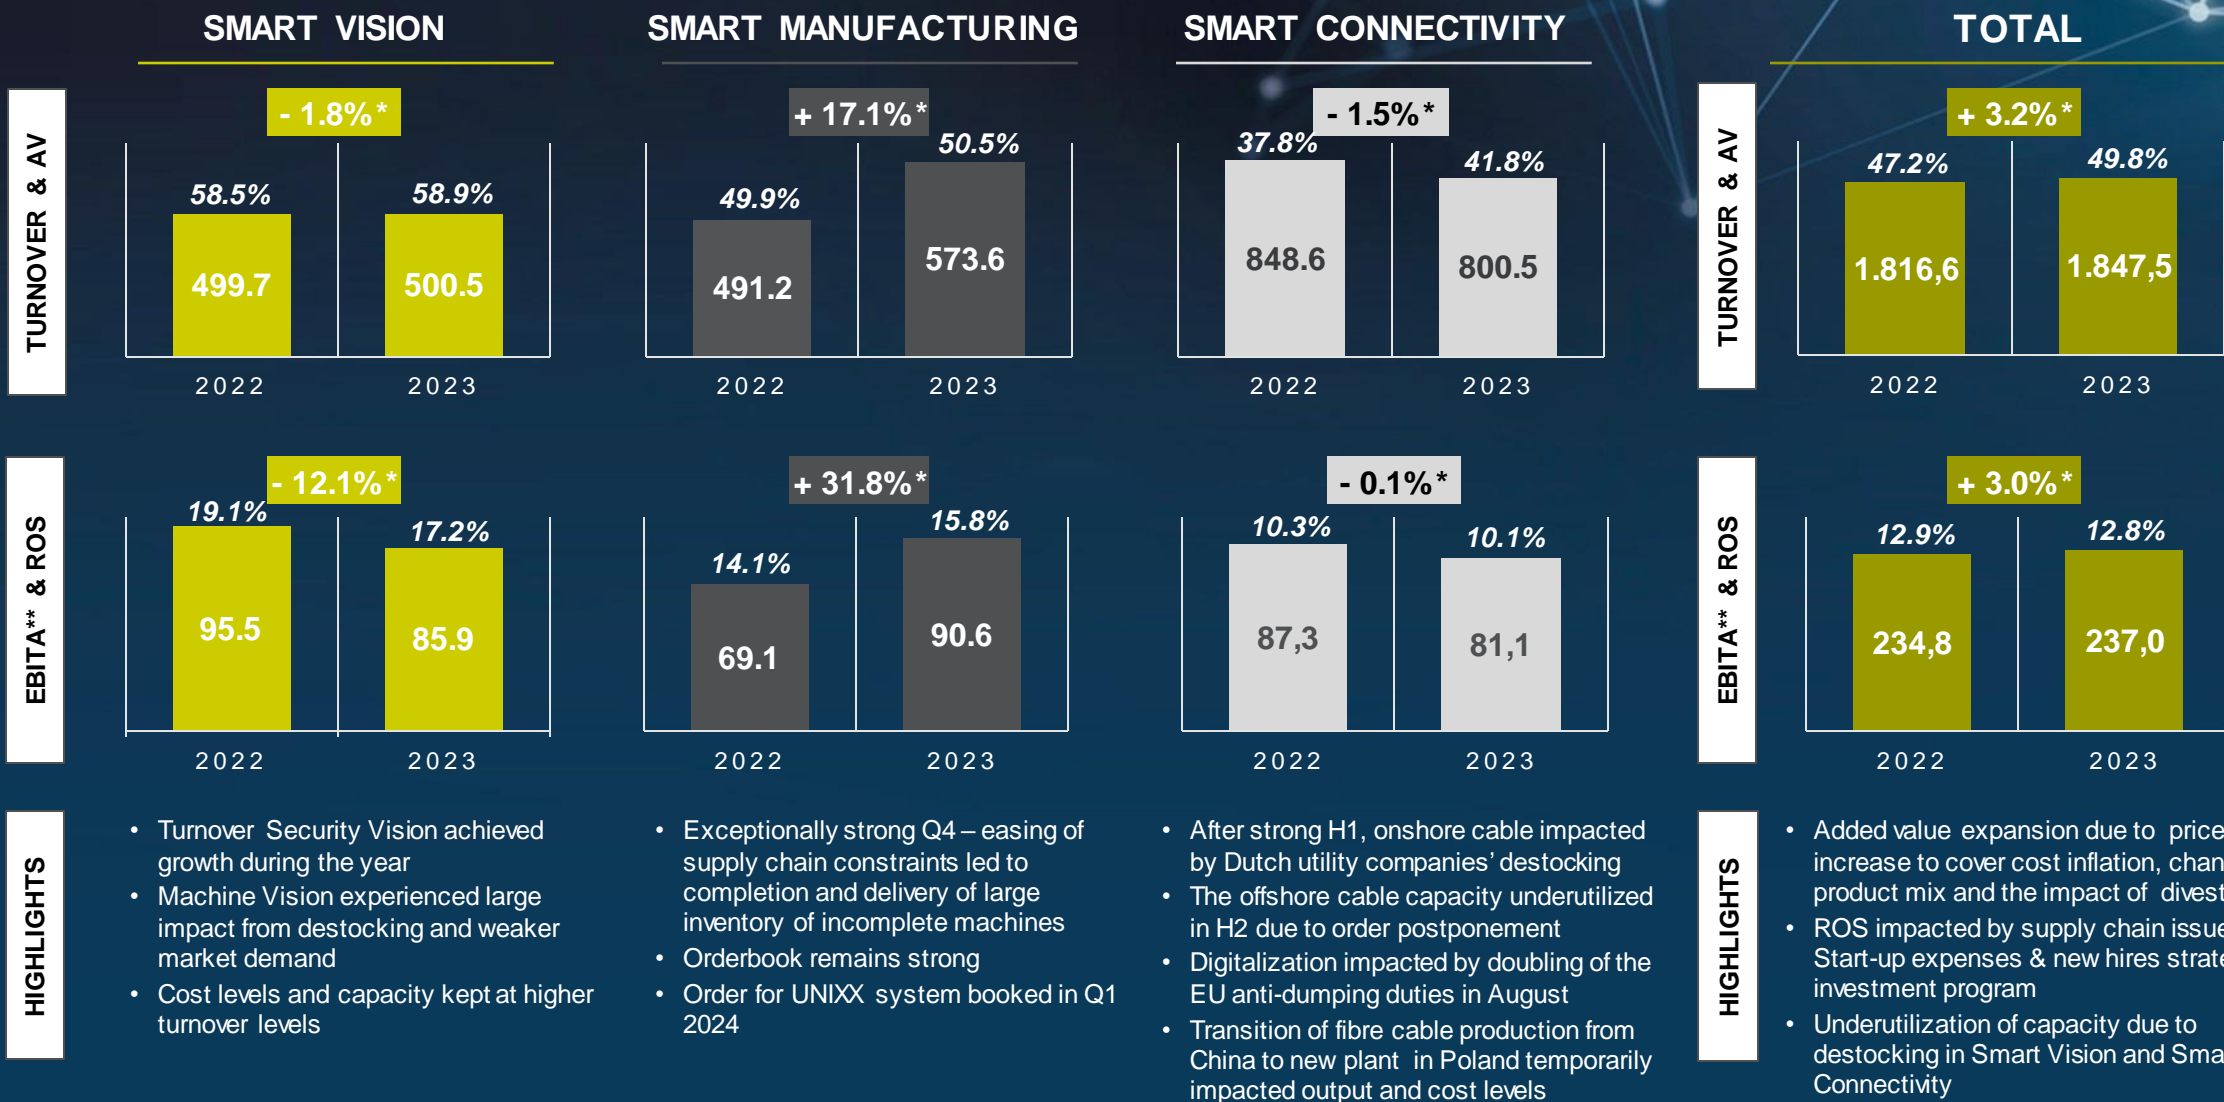 SMART VISION
SMART MANUFACTURING
SMART CONNECTIVITY
TOTAL
TURNOVER & AV
- 1.8%*
58.5%
58.9%
499.7
500.5
2022
2023
+ 17.1%*
49.9%
50.5%
491.2
573.6
2022
2023
- 1.5%*
37.8%
41.8%
848.6
800.5
2022
2023
TURNOVER & AV
+ 3.2%*
47.2%
49.8%
1.816,6
1.847,5
2022
2023
EBITA** & ROS
- 12.1%*
19.1%
17.2%
95.5
85.9
2022
2023
+ 31.8%*
14.1%
15.8%
69.1
90.6
2022
2023
- 0.1%*
10.3%
10.1%
87,3
81,1
2022
2023
EBITA** & ROS
+ 3.0%*
12.9%
12.8%
234,8
237,0
2022
2023
HIGHLIGHTS
• Turnover Security Vision achieved
growth during the year
• Machine Vision experienced large
impact from destocking and weaker
market demand
• Cost levels and capacity kept at higher
turnover levels
• Exceptionally strong Q4 – easing of
supply chain constraints led to
completion and delivery of large
inventory of incomplete machines
• Orderbook remains strong
• Order for UNIXX system booked in Q1
2024
• After strong H1, onshore cable impacted
by Dutch utility companies’ destocking
• The offshore cable capacity underutilized
in H2 due to order postponement
• Digitalization impacted by doubling of the
EU anti-dumping duties in August
• Transition of fibre cable production from
China to new plant in Poland temporarily
impacted output and cost levels
HIGHLIGHTS
• Added value expansion due to price
increase to cover cost inflation,
product mix and the impact of
• ROS impacted by supply chain
Start-up expenses & new hires
investment program
• Underutilization of capacity due to
destocking in Smart Vision and
Connectivity